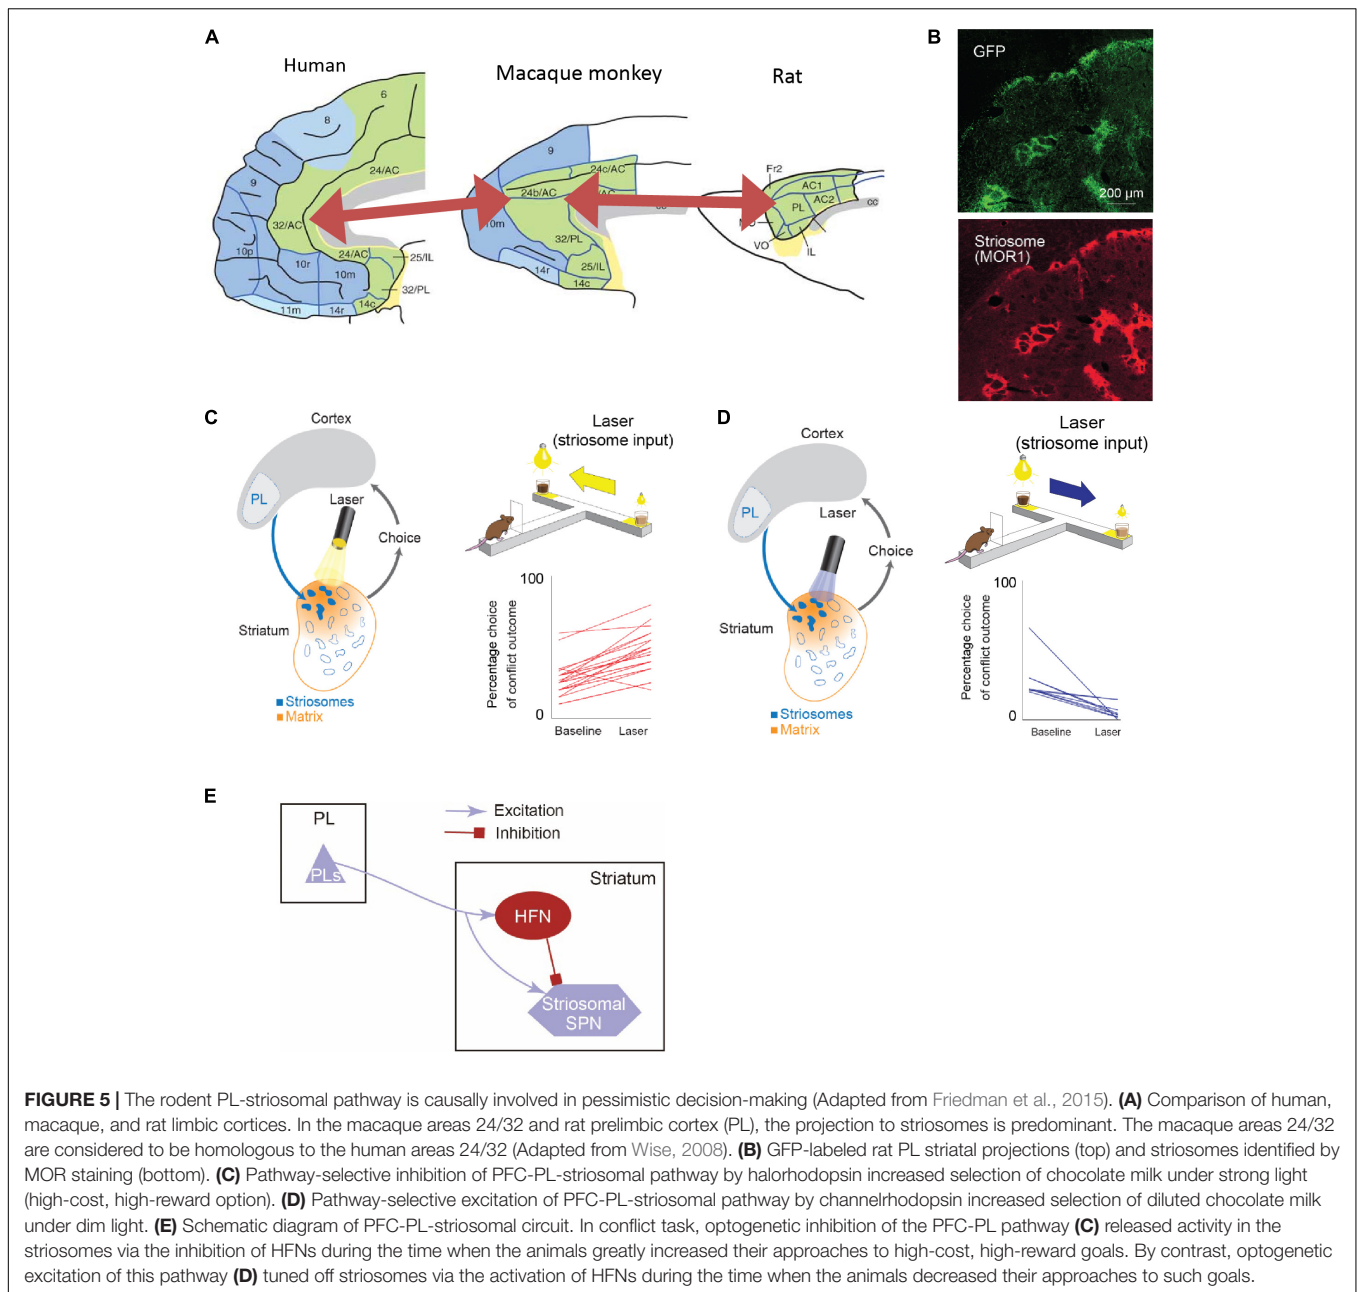 A
Human
Macaque monkey
Rat
6
8
9
24/AC
32/AC
10p
10r
10m
24/AC
25/IL
32/PL
14c
14r
11m
9
24c/AC
24b/AC
10m
32/PL
25/IL
14r
14c
Fr2
AC1
AC2
PL
cc
VO
IL
B
GFP
200 µm
Striosome
(MOR1)
C
Cortex
PL
Laser
Choice
Striatum
Striosomes
Matrix
Laser
(striosome input)
100
Percentage choice
of conflict outcome
0
Baseline
Laser
D
Cortex
PL
Laser
Choice
Striatum
Striosomes
Matrix
Laser
(striosome input)
100
Percentage choice
of conflict outcome
0
Baseline
Laser
E
PL
PLs
Excitation
Inhibition
Striatum
HFN
Striosomal
SPN
FIGURE 5 | The rodent PL-striosomal pathway is causally involved in pessimistic decision-making (Adapted from Friedman et al., 2015). (A) Comparison of human,
macaque, and rat limbic cortices. In the macaque areas 24/32 and rat prelimbic cortex (PL), the projection to striosomes is predominant. The macaque areas 24/32
are considered to be homologous to the human areas 24/32 (Adapted from Wise, 2008). (B) GFP-labeled rat PL striatal projections (top) and striosomes identified by
MOR staining (bottom). (C) Pathway-selective inhibition of PFC-PL-striosomal pathway by halorhodopsin increased selection of chocolate milk under strong light
(high-cost, high-reward option). (D) Pathway-selective excitation of PFC-PL-striosomal pathway by channelrhodopsin increased selection of diluted chocolate milk
under dim light. (E) Schematic diagram of PFC-PL-striosomal circuit. In conflict task, optogenetic inhibition of the PFC-PL pathway (C) released activity in the
striosomes via the inhibition of HFNs during the time when the animals greatly increased their approaches to high-cost, high-reward goals. By contrast, optogenetic
excitation of this pathway (D) tuned off striosomes via the activation of HFNs during the time when the animals decreased their approaches to such goals.